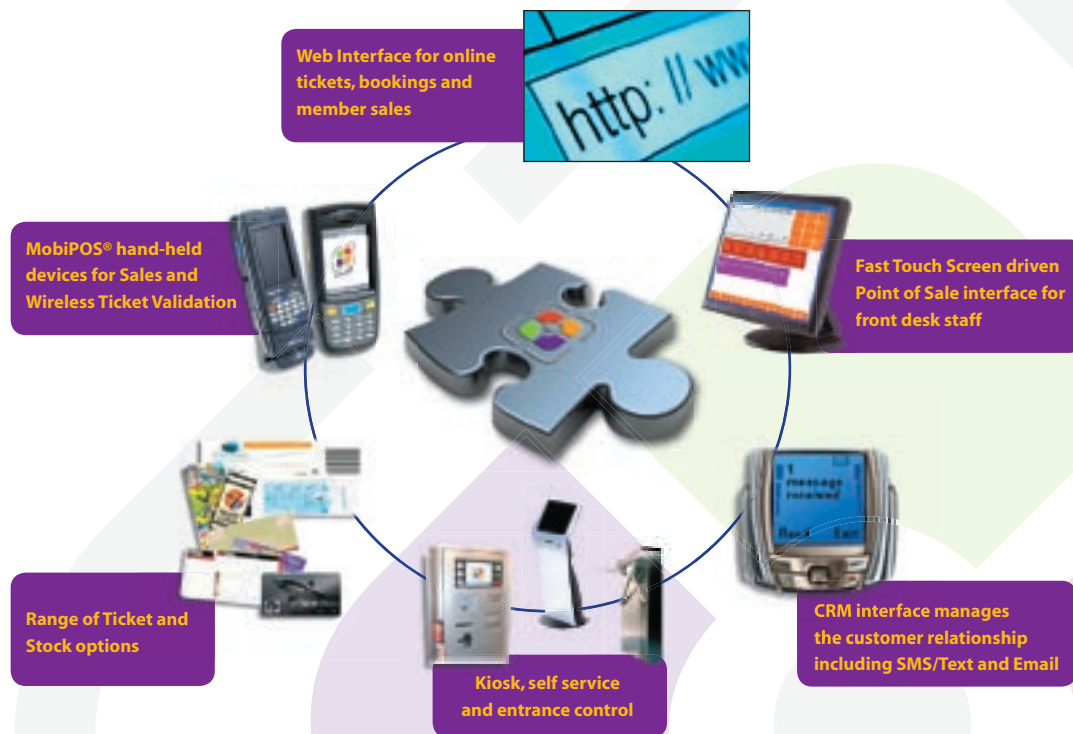 Web Interface for online
tickets, bookings and
member sales
http: // ww
MobiPOS® hand-held
devices for Sales and
Wireless Ticket Validation
Fast Touch Screen driven
Point of Sale interface for
front desk staff
1
message
received
Read Exit
Range of Ticket and
Stock options
CRM interface manages
the customer relationship
including SMS/Text and Email
Kiosk, self service
and entrance control